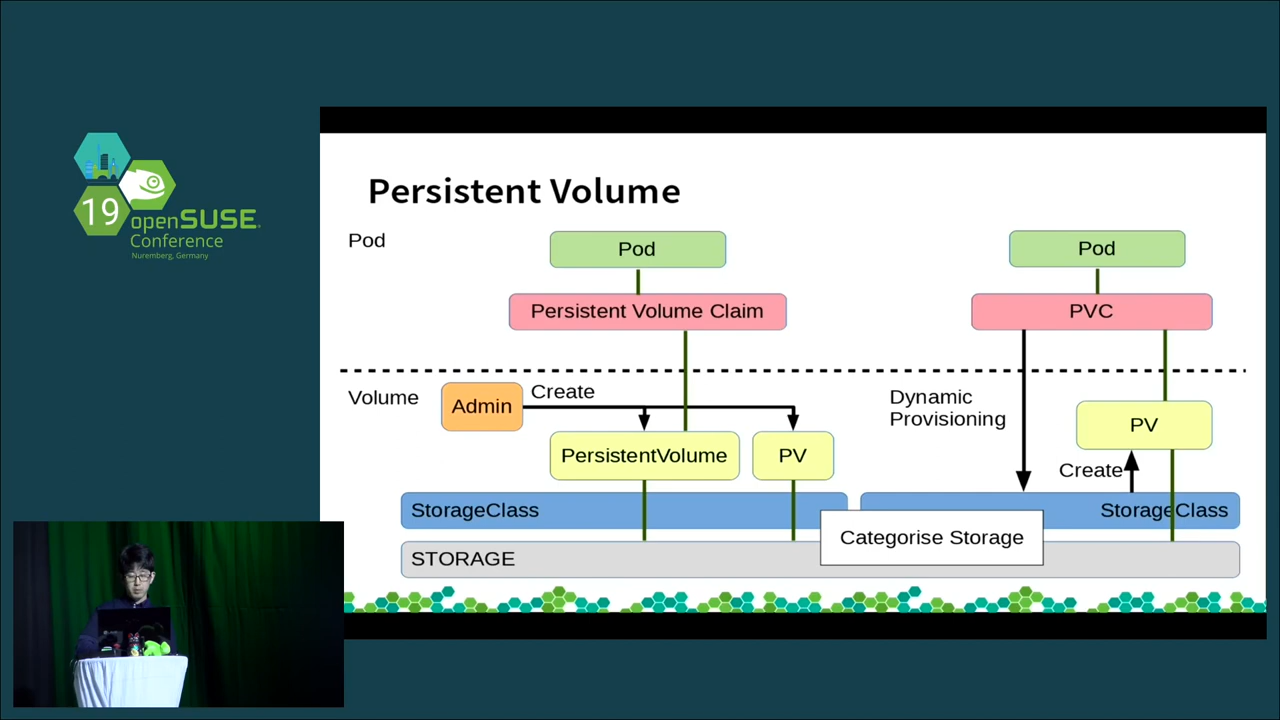 19
openSUSE
Conference
Nuremberg, Germany
Persistent Volume
Pod
Pod
Pod
Persistent Volume Claim
PVC
Volume
Admin
Create
Dynamic
Provisioning
PersistentVolume
PV
PV
Create
StorageClass
StorageClass
Categorise Storage
STORAGE